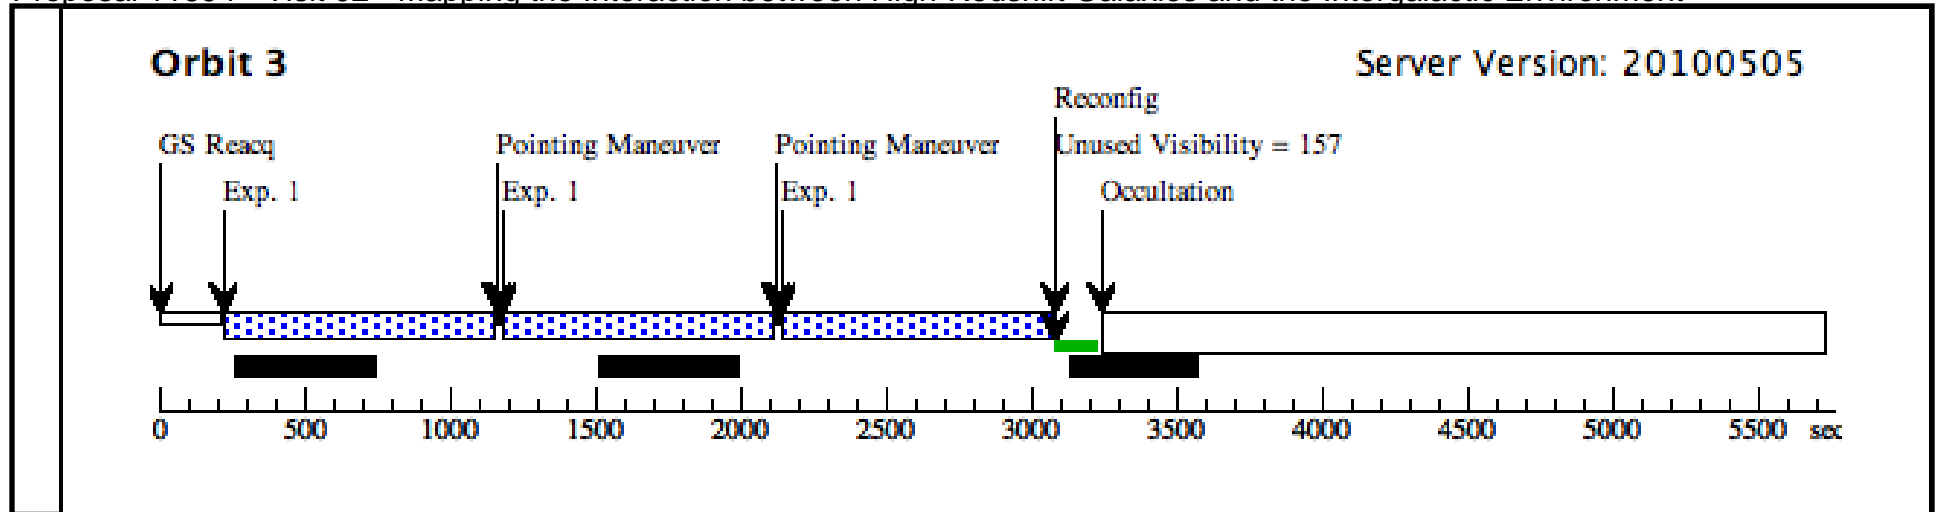 Orbit 3
Server Version: 20100505
Reconfig
GS Reacq
Pointing Maneuver
Pointing Maneuver
Unused Visibility = 157
Exp. 1
Exp. 1
Exp. 1
Occultation
0 500 1000 1500 2000 2500 3000 3500 4000 4500 5000 5500 sec